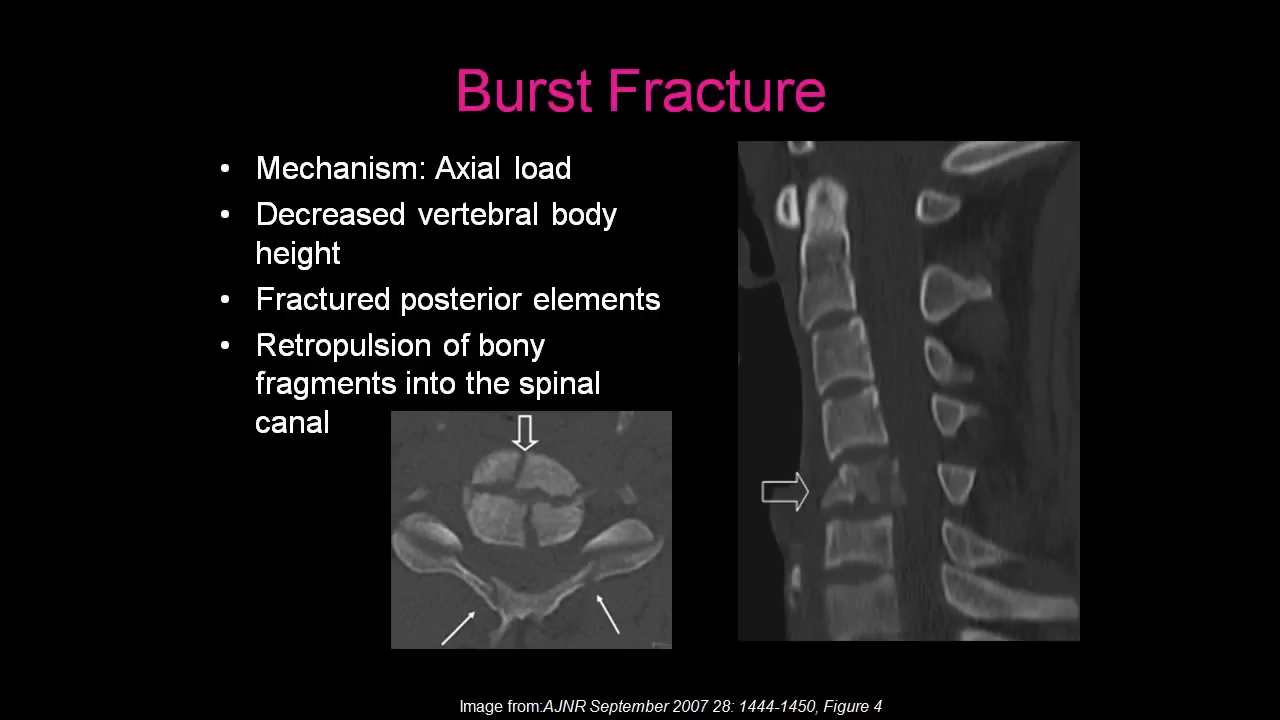 Burst Fracture
• Mechanism: Axial load
• Decreased vertebral body
height
• Fractured posterior elements
• Retropulsion of bony
fragments into the spinal
canal
Image from:AJNR September 2007 28: 1444-1450, Figure 4